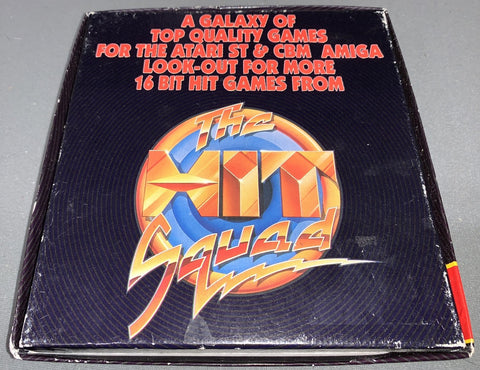 A GALAXY OF
TOP QUALITY GAMES
FOR THE ATARI ST & CBM AMIGA
LOOK-OUT FOR MORE
16 BIT HIT GAMES FROM
The
HIT
Squad